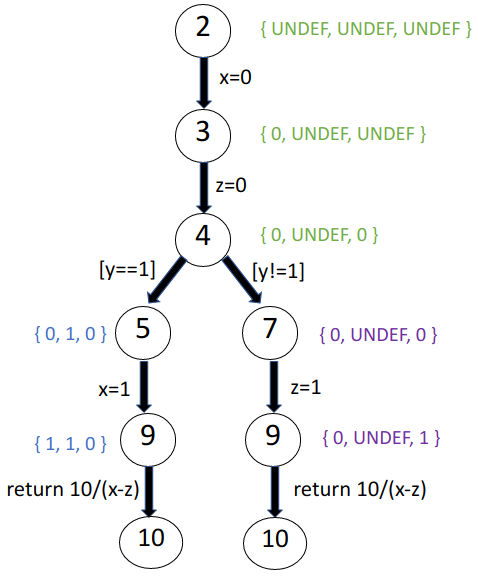 2 { UNDEF, UNDEF, UNDEF }
x=0
3 { 0, UNDEF, UNDEF }
z=0
4 { 0, UNDEF, 0 }
[y==1] [y!=1]
{ 0, 1, 0 } 5 7 { 0, UNDEF, 0 }
x=1 z=1
{ 1, 1, 0 } 9 9 { 0, UNDEF, 1 }
return 10/(x-z) return 10/(x-z)
10 10